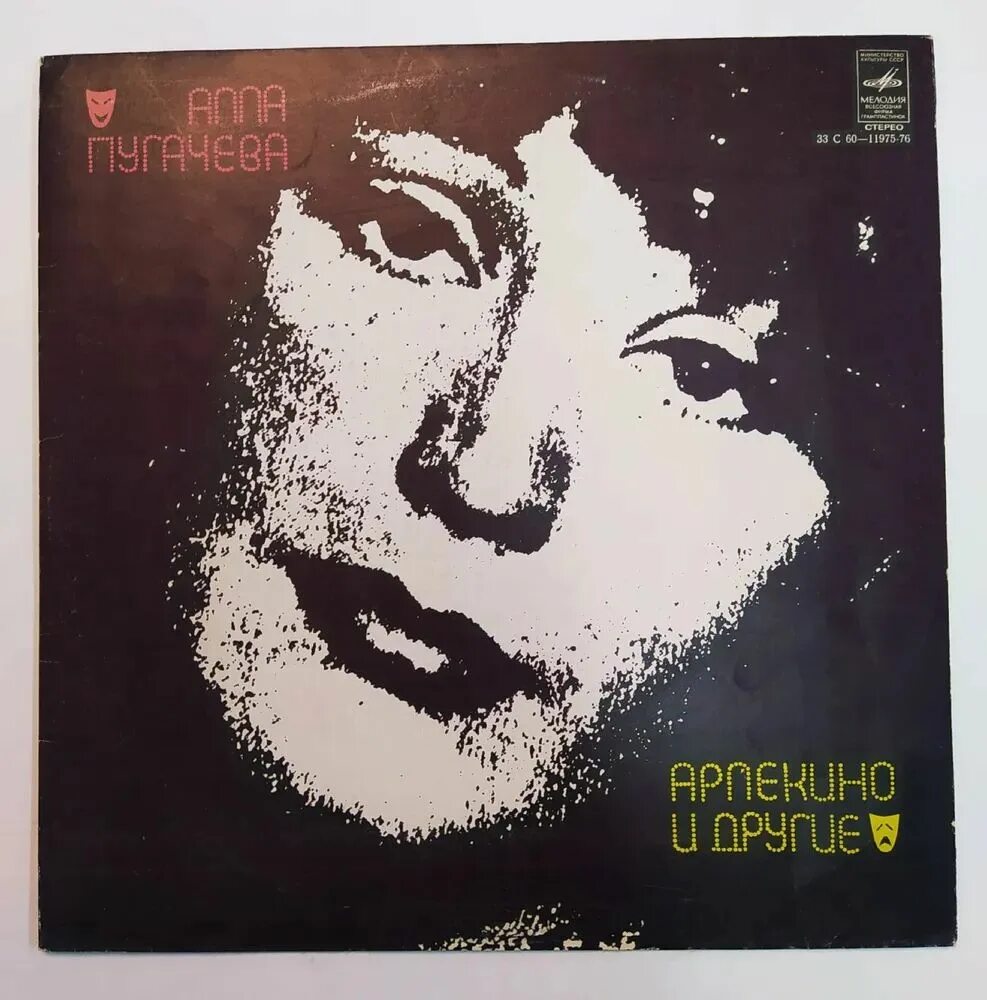 АЛЛА
ПУГАЧЕВА
МИНИСТЕРСТВО
КУЛЬТУРЫ СССР
МЕЛОДИЯ
ВСЕСОЮЗНАЯ
ФИРМА
ГРАМПЛАСТИНОК
СТЕРЕО
33 С 60—11975-76
АРЛЕКИНО
И ДРУГИЕ